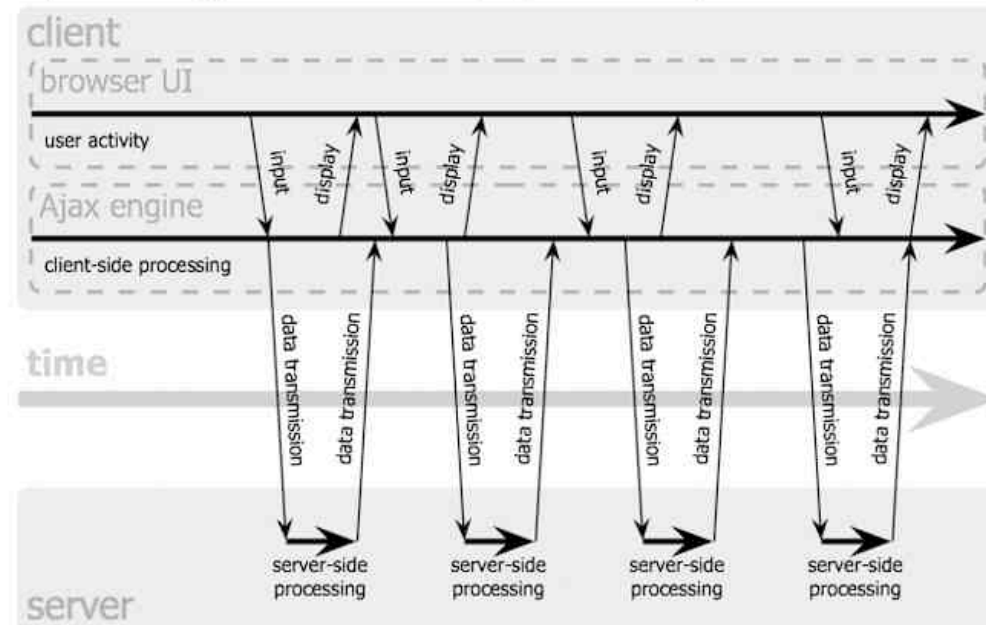 client
browser UI
user activity
input
display
input
display
input
display
input
display
Ajax engine
client-side processing
data transmission
data transmission
data transmission
data transmission
data transmission
data transmission
data transmission
data transmission
time
server-side
processing
server-side
processing
server-side
processing
server-side
processing
server